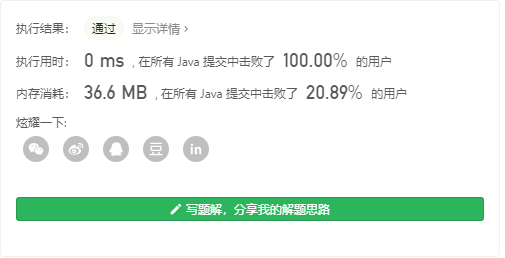 执行结果： 通过 显示详情 ›
执行用时： 0 ms , 在所有 Java 提交中击败了 100.00% 的用户
内存消耗： 36.6 MB , 在所有 Java 提交中击败了 20.89% 的用户
炫耀一下:
豆 in
写题解，分享我的解题思路